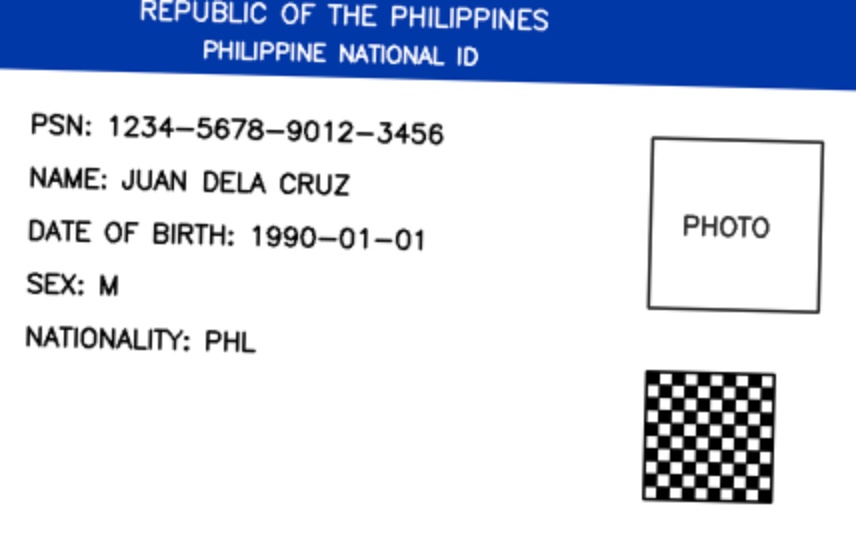 REPUBLIC OF THE PHILIPPINES
PHILIPPINE NATIONAL ID
PSN: 1234-5678-9012-3456
NAME: JUAN DELA CRUZ
DATE OF BIRTH: 1990-01-01
SEX: M
NATIONALITY: PHL
PHOTO